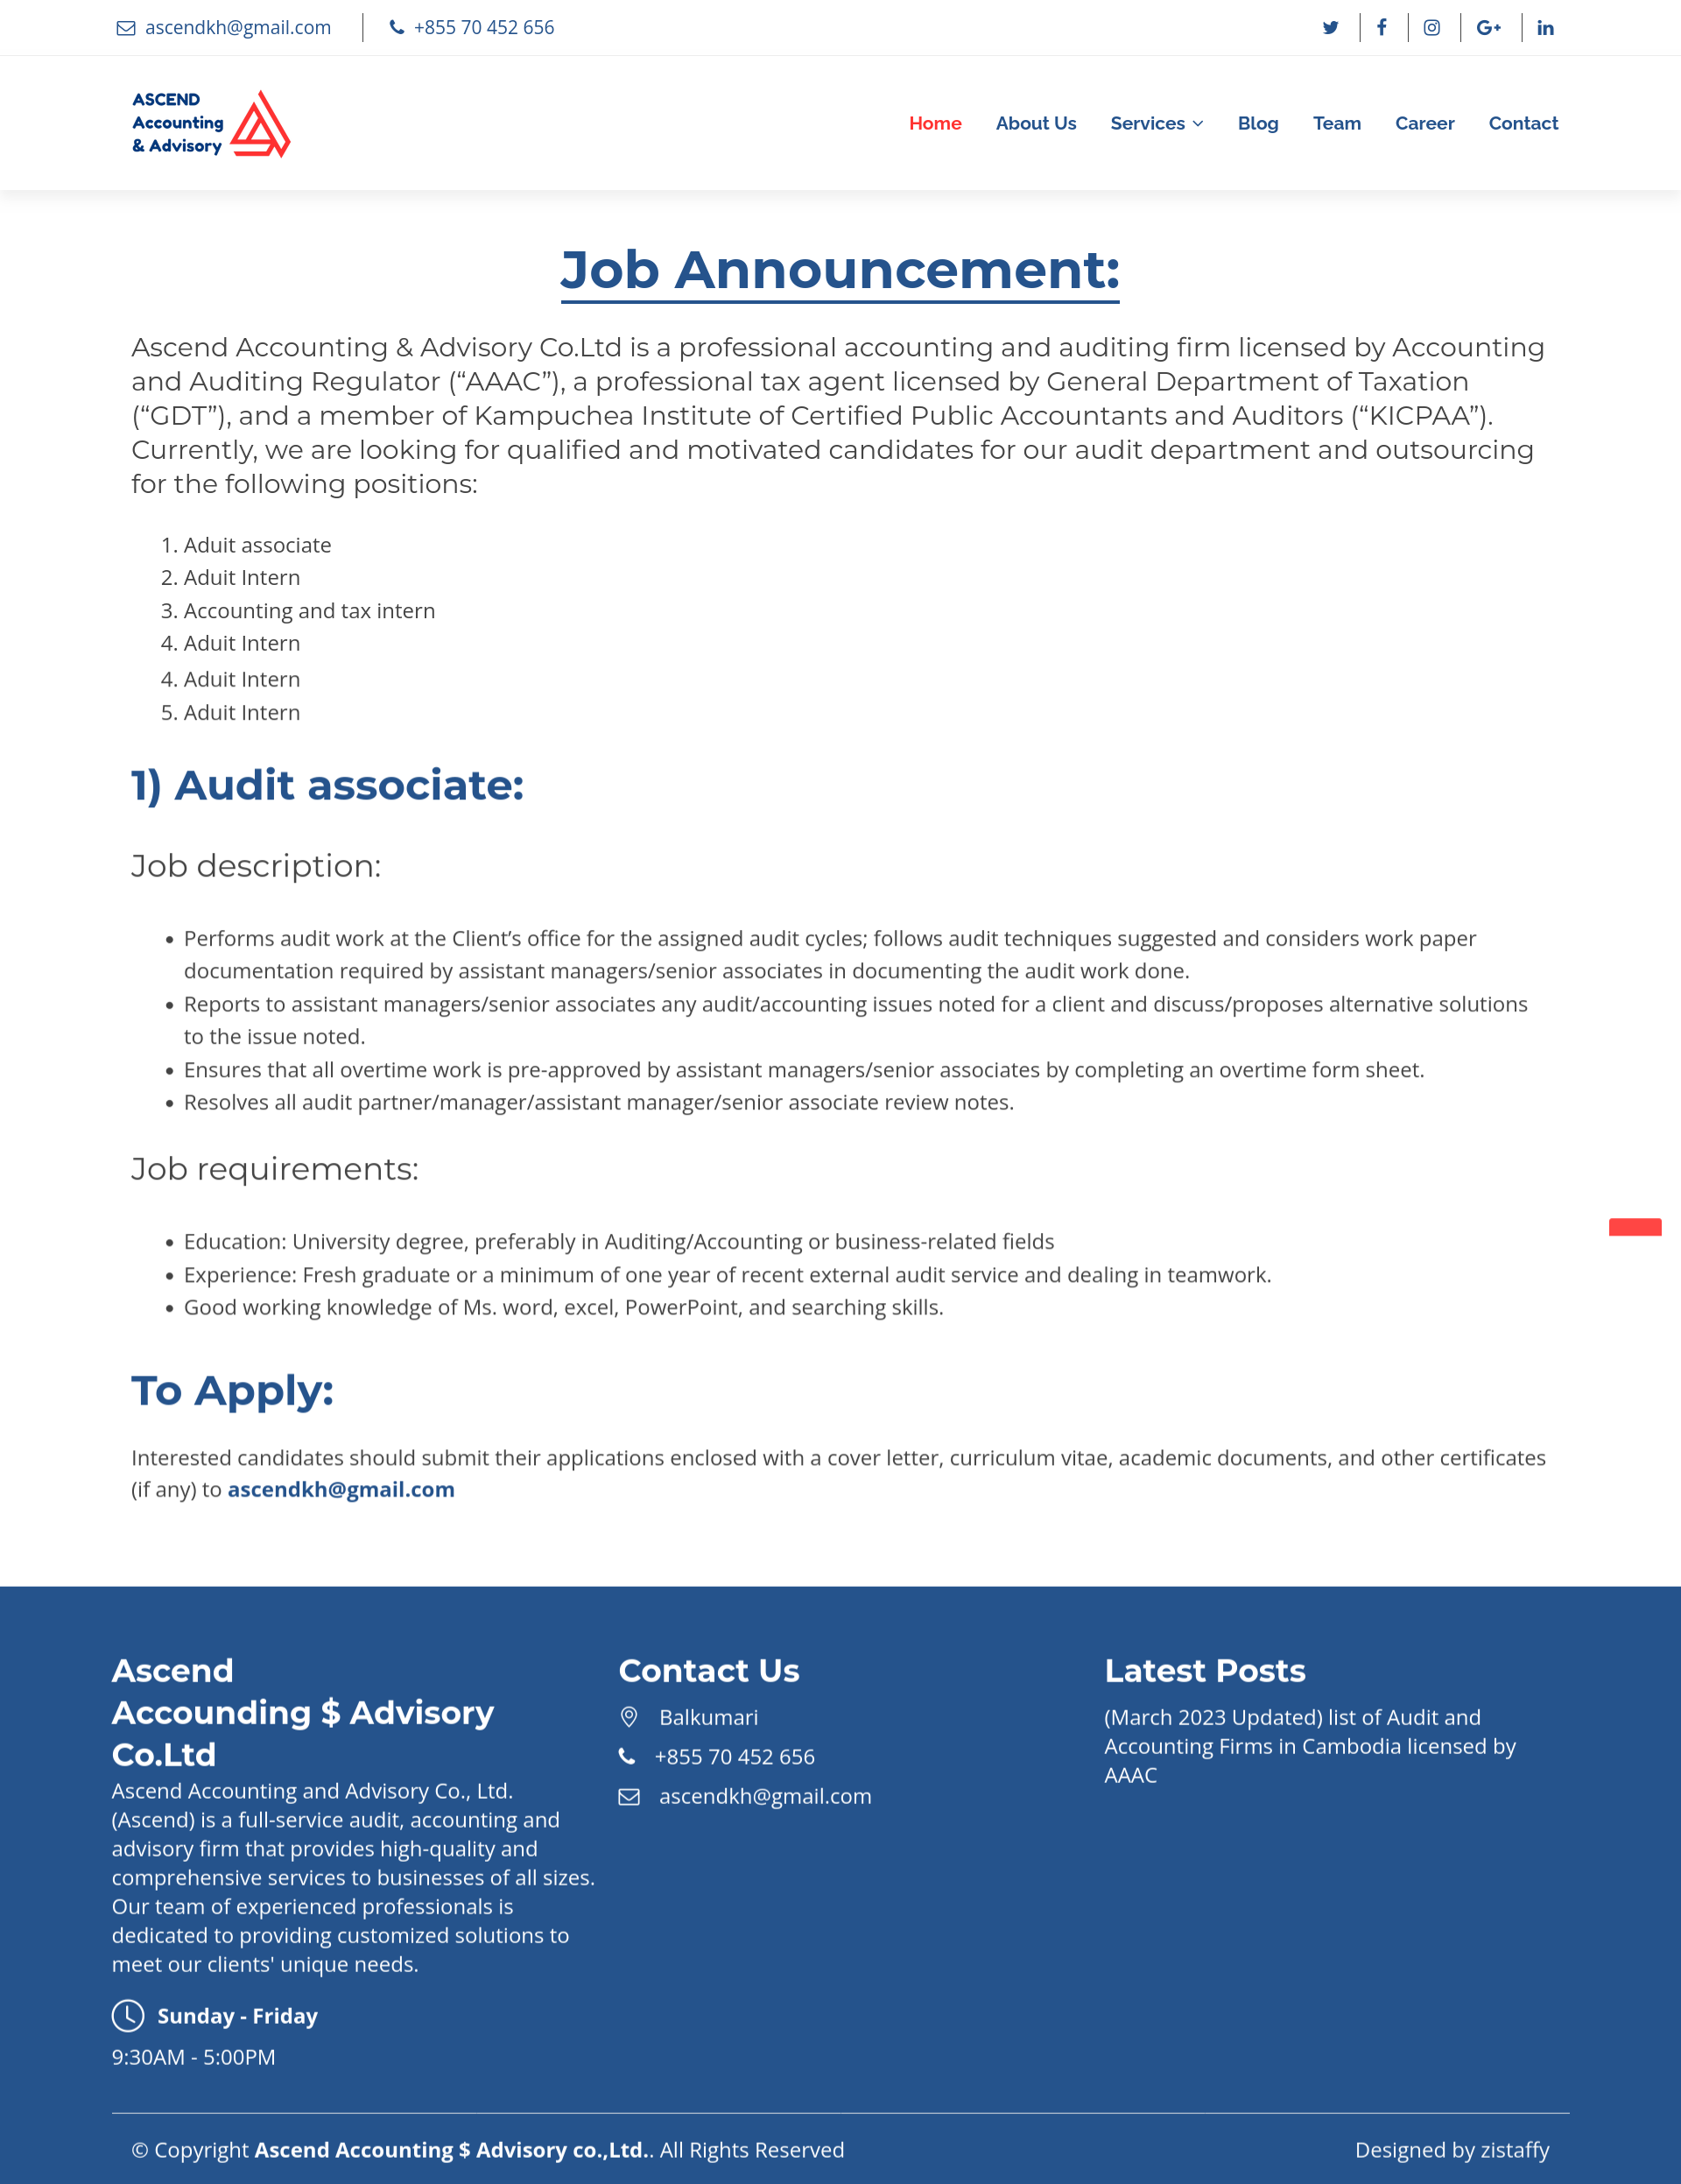 ascendkh@gmail.com
+855 70 452 656
ASCEND
Accounting
& Advisory
Home
About Us
Services
Blog
Team
Career
Contact
Job Announcement:
Ascend Accounting & Advisory Co.Ltd is a professional accounting and auditing firm licensed by Accounting
and Auditing Regulator (“AAAC”), a professional tax agent licensed by General Department of Taxation
(“GDT”), and a member of Kampuchea Institute of Certified Public Accountants and Auditors (“KICPAA”).
Currently, we are looking for qualified and motivated candidates for our audit department and outsourcing
for the following positions:
1. Aduit associate
2. Aduit Intern
3. Accounting and tax intern
4. Aduit Intern
4. Aduit Intern
5. Aduit Intern
1) Audit associate:
Job description:
• Performs audit work at the Client’s office for the assigned audit cycles; follows audit techniques suggested and considers work paper
documentation required by assistant managers/senior associates in documenting the audit work done.
• Reports to assistant managers/senior associates any audit/accounting issues noted for a client and discuss/proposes alternative solutions
to the issue noted.
• Ensures that all overtime work is pre-approved by assistant managers/senior associates by completing an overtime form sheet.
• Resolves all audit partner/manager/assistant manager/senior associate review notes.
Job requirements:
• Education: University degree, preferably in Auditing/Accounting or business-related fields
• Experience: Fresh graduate or a minimum of one year of recent external audit service and dealing in teamwork.
• Good working knowledge of Ms. word, excel, PowerPoint, and searching skills.
To Apply:
Interested candidates should submit their applications enclosed with a cover letter, curriculum vitae, academic documents, and other certificates
(if any) to ascendkh@gmail.com
Ascend
Accounding $ Advisory
Co.Ltd
Ascend Accounting and Advisory Co., Ltd.
(Ascend) is a full-service audit, accounting and
advisory firm that provides high-quality and
comprehensive services to businesses of all sizes.
Our team of experienced professionals is
dedicated to providing customized solutions to
meet our clients' unique needs.
Sunday - Friday
9:30AM - 5:00PM
Contact Us
Balkumari
+855 70 452 656
ascendkh@gmail.com
Latest Posts
(March 2023 Updated) list of Audit and
Accounting Firms in Cambodia licensed by
AAAC
© Copyright Ascend Accounting $ Advisory co.,Ltd.. All Rights Reserved
Designed by zistaffy